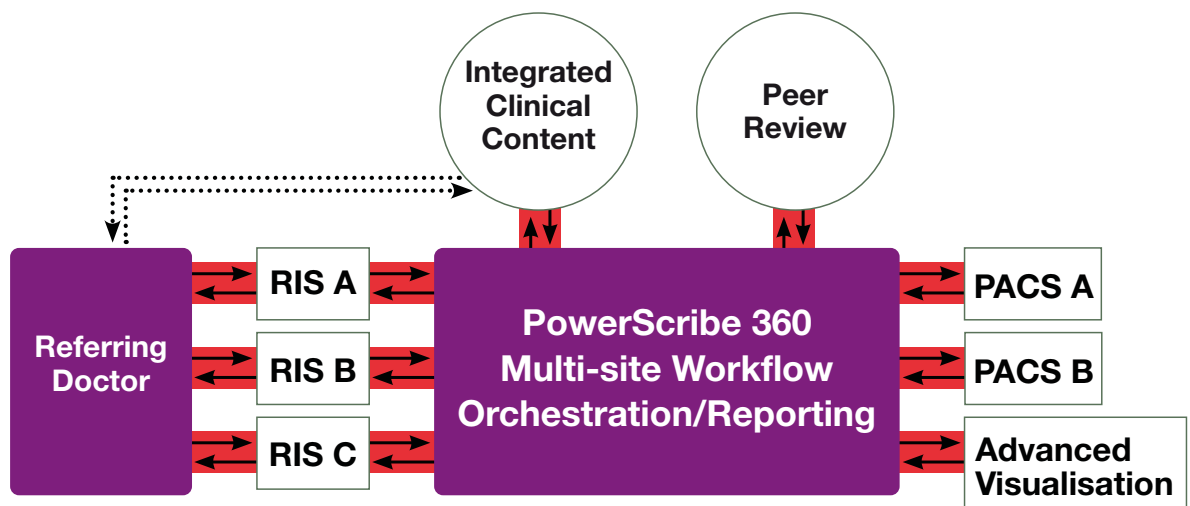 Integrated
Clinical
Content
Peer
Review
Referring
Doctor
RIS A
RIS B
RIS C
PowerScribe 360
Multi-site Workflow
Orchestration/Reporting
PACS A
PACS B
Advanced
Visualisation